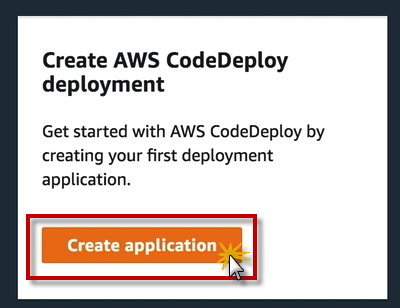 Create AWS CodeDeploy
deployment
Get started with AWS CodeDeploy by
creating your first deployment
application.
Create application